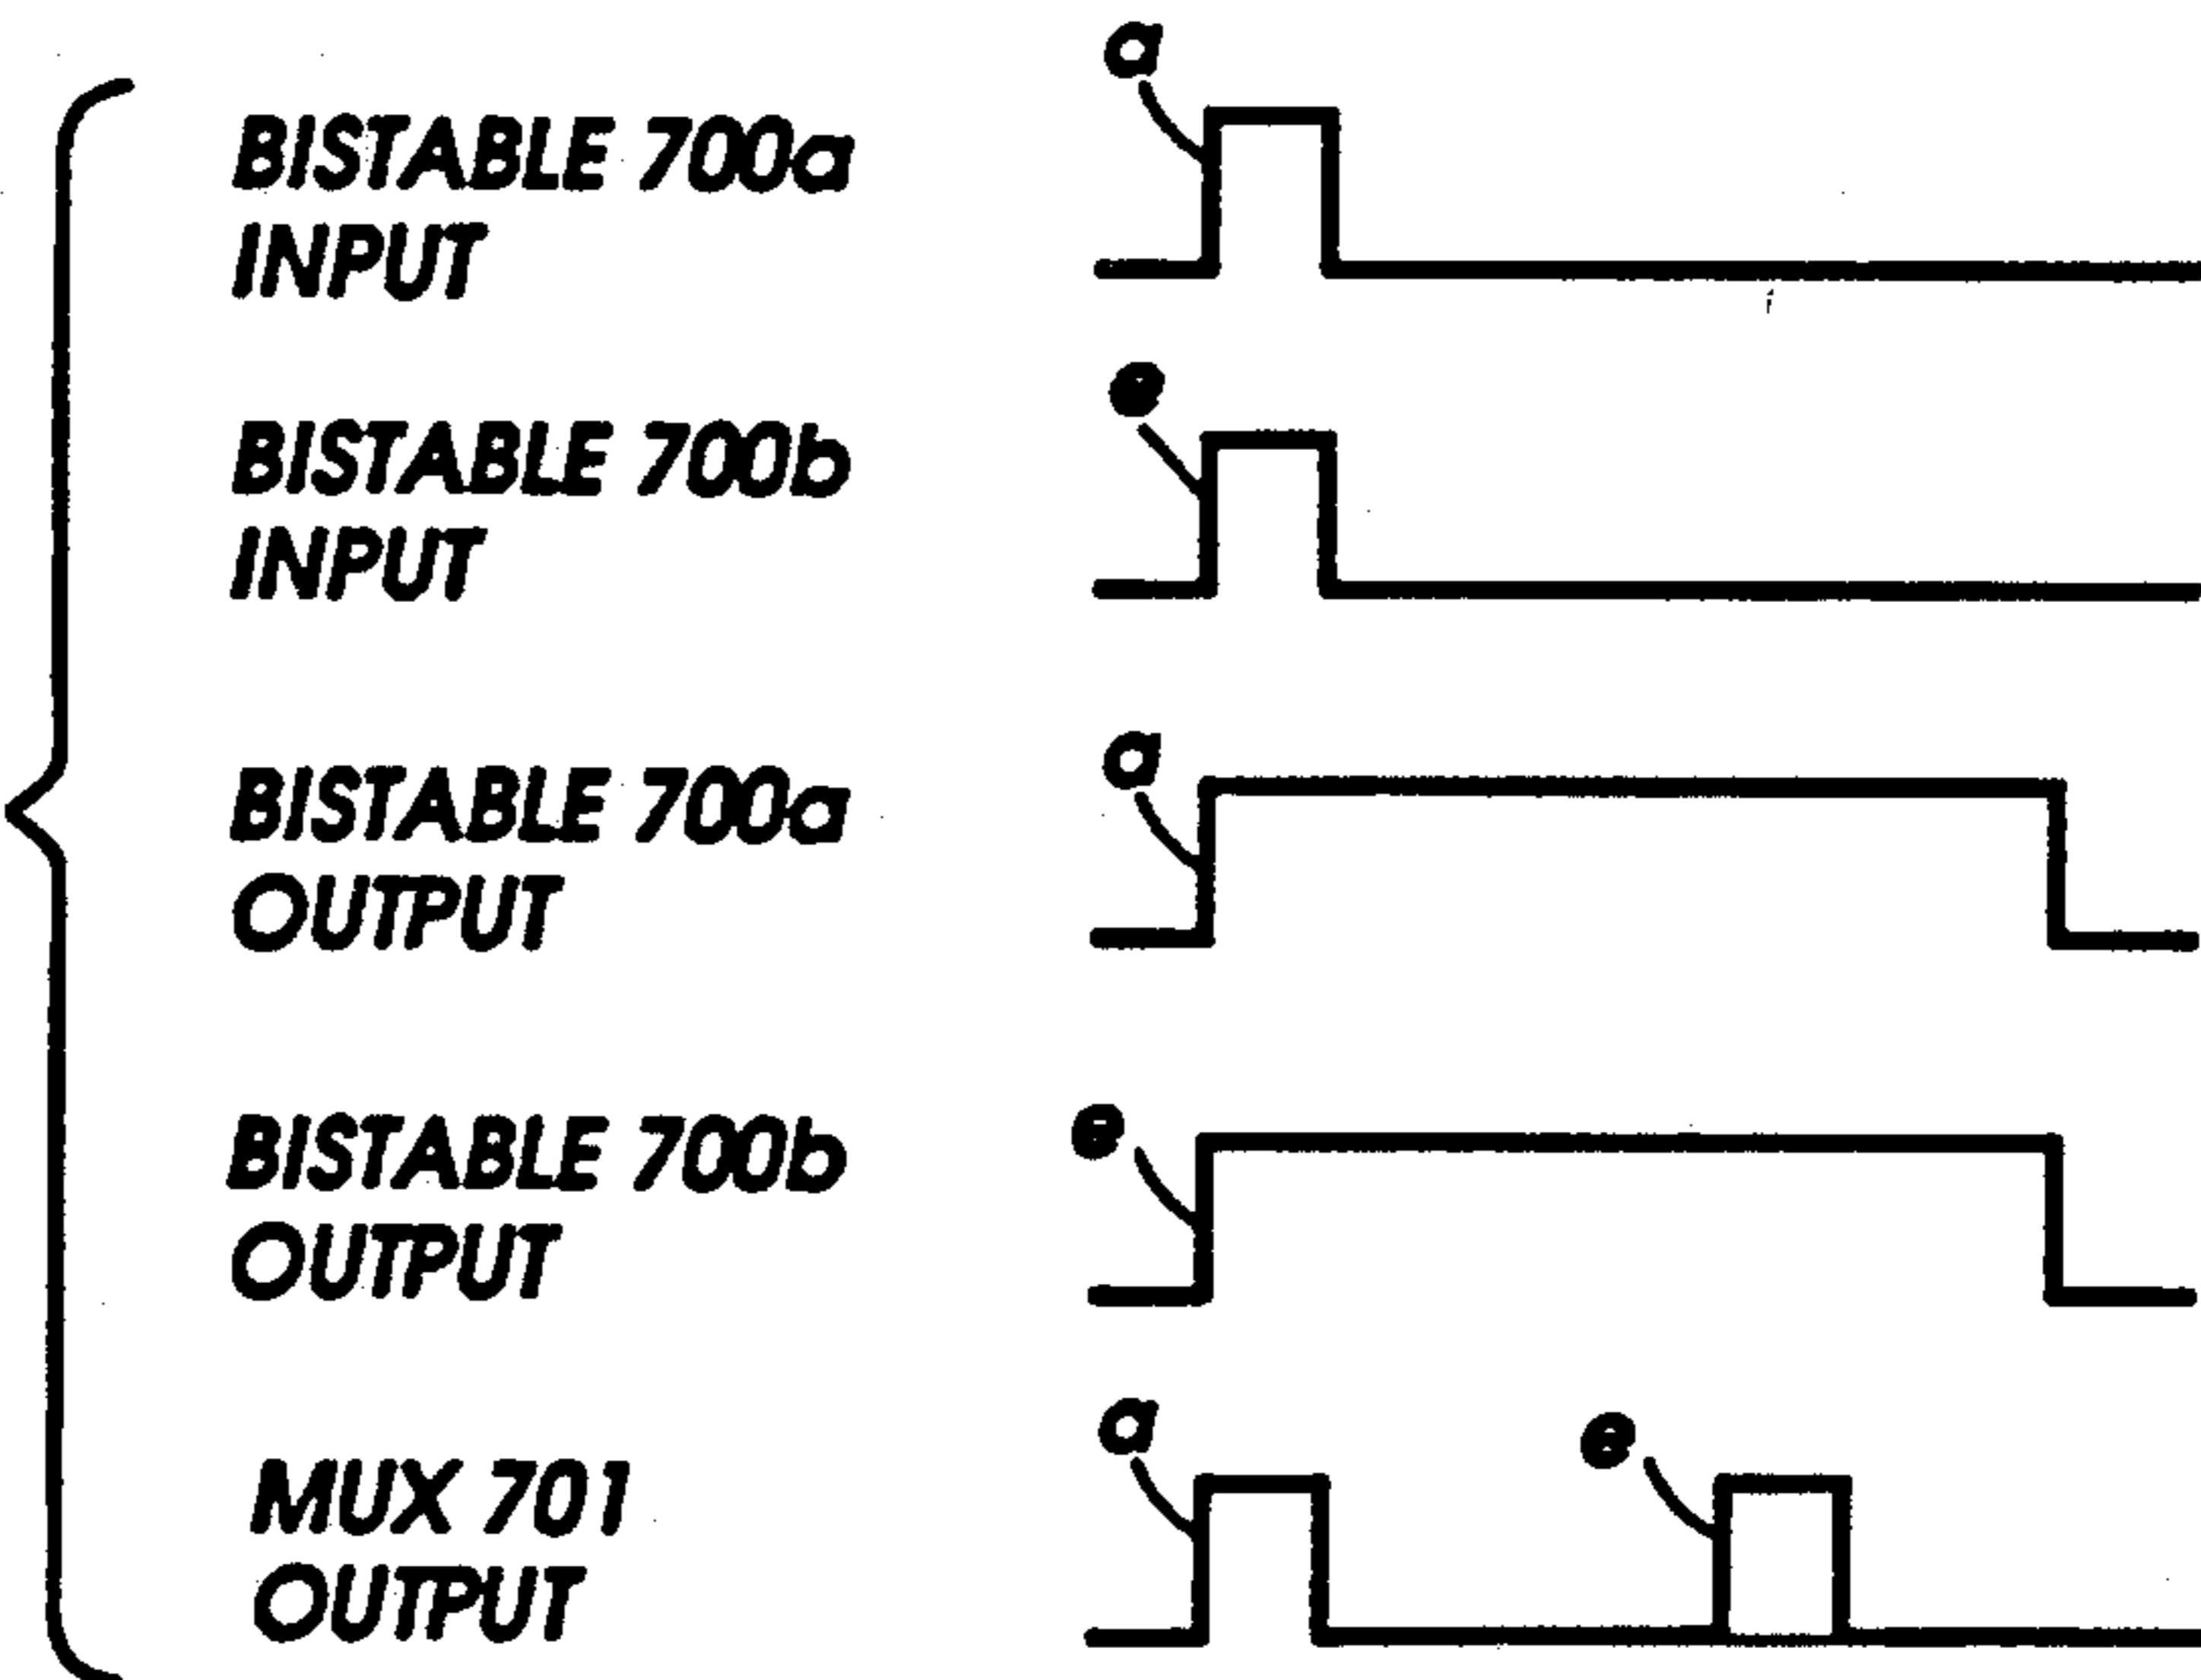 a
BISTABLE 700a
INPUT
e
BISTABLE 700b
INPUT
a
BISTABLE 700a
OUTPUT
e
BISTABLE 700b
OUTPUT
a
e
MUX 701
OUTPUT